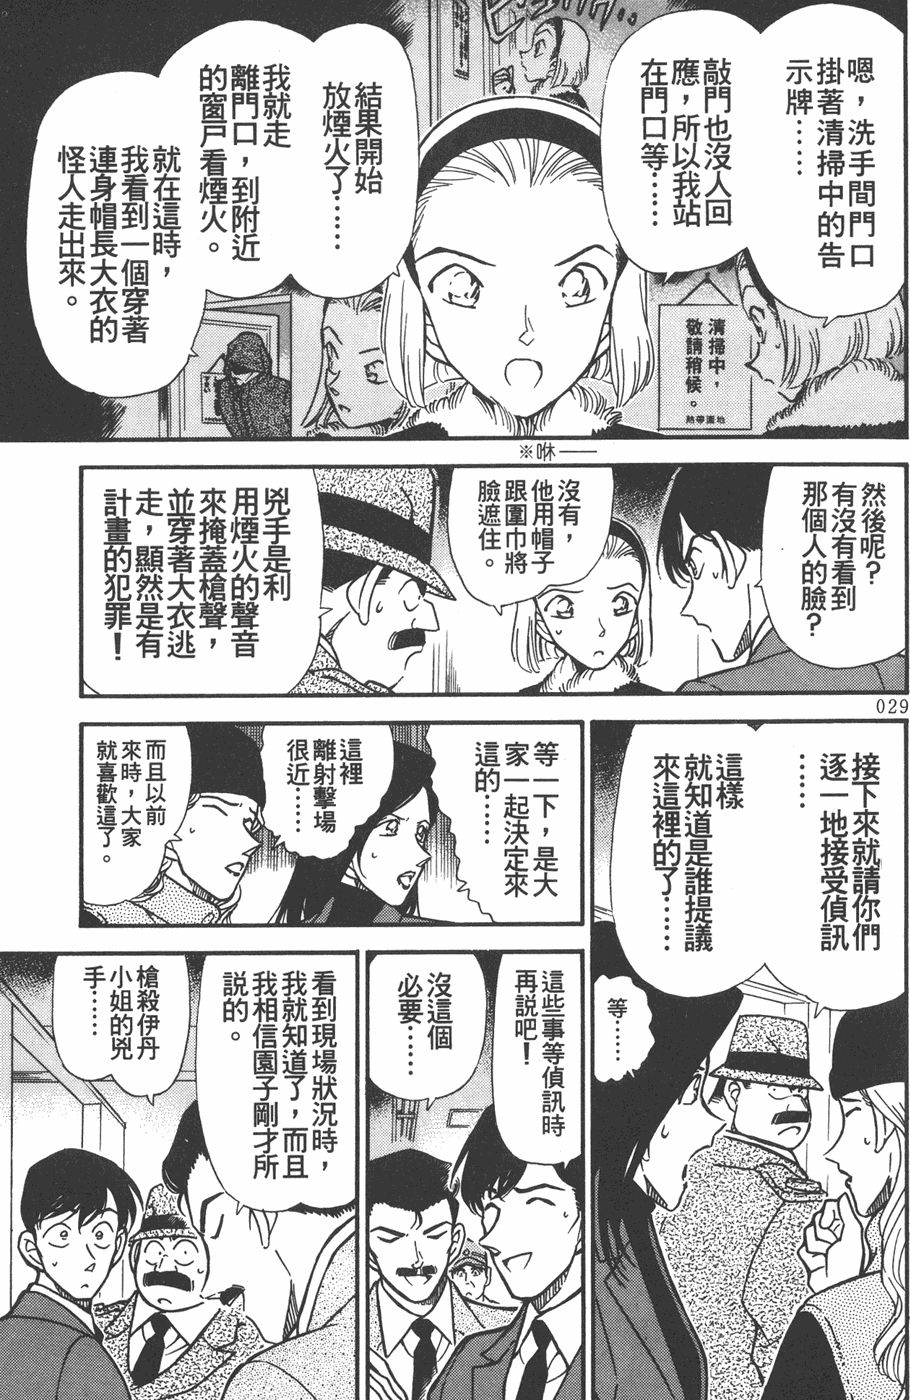 嗯，洗手間門口
掛著清掃中的告
示牌……
敲門也沒人回
應，所以我站
在門口等……
結果開始
放煙火了……
我就走
離門口，到附近
的窗戶看煙火。
就在這時，
我看到一個穿著
連身帽長大衣的
怪人走出來。
清掃中，
敬請稍候。
熱帶園地
※咻——
然後呢？
有沒有看到
那個人的臉？
沒有，
他用帽子
跟圍巾將
臉遮住
兇手是利
用煙火的聲音
來掩蓋槍聲，
並穿著大衣逃
走，顯然是有
計畫的犯罪！
029
接下來就請你們
逐一地接受偵訊
……
這樣
就知道是誰提議
來這裡的了……
等……
等一下，是大
家一起決定來
這的……
這裡
離射擊場
很近……
而且以前
來時，大家
就喜歡這了。
這些事等偵訊時
再說吧！
沒這個
必要……
看到現場狀況時，
我就知道了，而且
我相信園子剛才所
說的。
槍殺伊丹
小姐的兇
手……